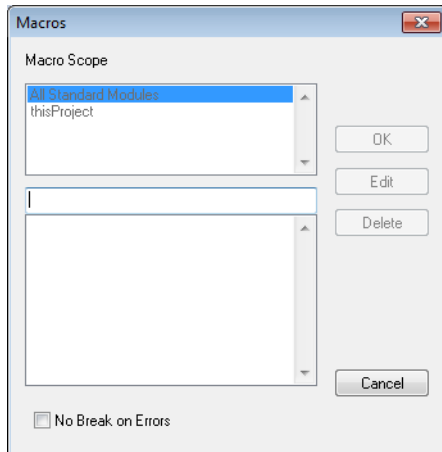 Macros
Macro Scope
All Standard Modules
thisProject
OK
Edit
Delete
Cancel
No Break on Errors